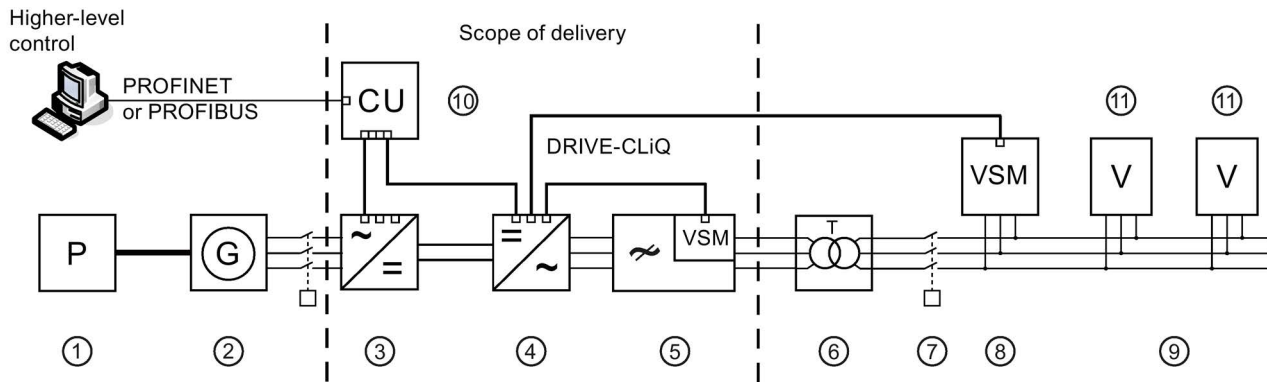 Higher-level
control
Scope of delivery
PROFINET
or PROFIBUS
CU
10
11
11
DRIVE-CLiQ
VSM
V
V
P
G
~
=
=
~
~
VSM
T
1
2
3
4
5
6
7
8
9